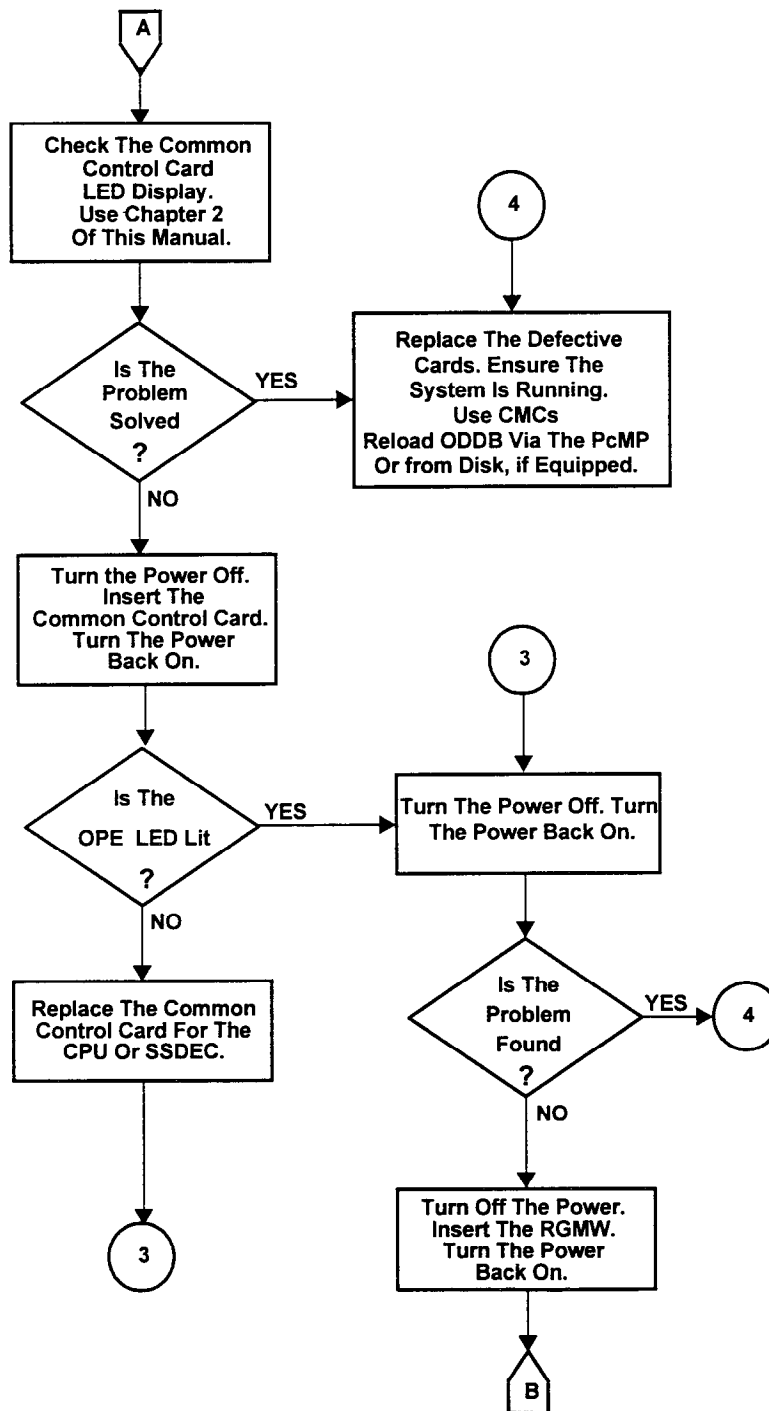 A
Check The Common
Control Card
LED Display.
Use Chapter 2
Of This Manual.
4
Is The
Problem
Solved
?
YES
NO
Replace The Defective
Cards. Ensure The
System Is Running.
Use CMCs
Reload ODDB Via The PcMP
Or from Disk, if Equipped.
Turn the Power Off.
Insert The
Common Control Card.
Turn The Power
Back On.
3
Is The
OPE LED Lit
?
YES
NO
Turn The Power Off. Turn
The Power Back On.
Replace The Common
Control Card For The
CPU Or SSDEC.
3
Is The
Problem
Found
?
YES
4
NO
Turn Off The Power.
Insert The RGMW.
Turn The Power
Back On.
B